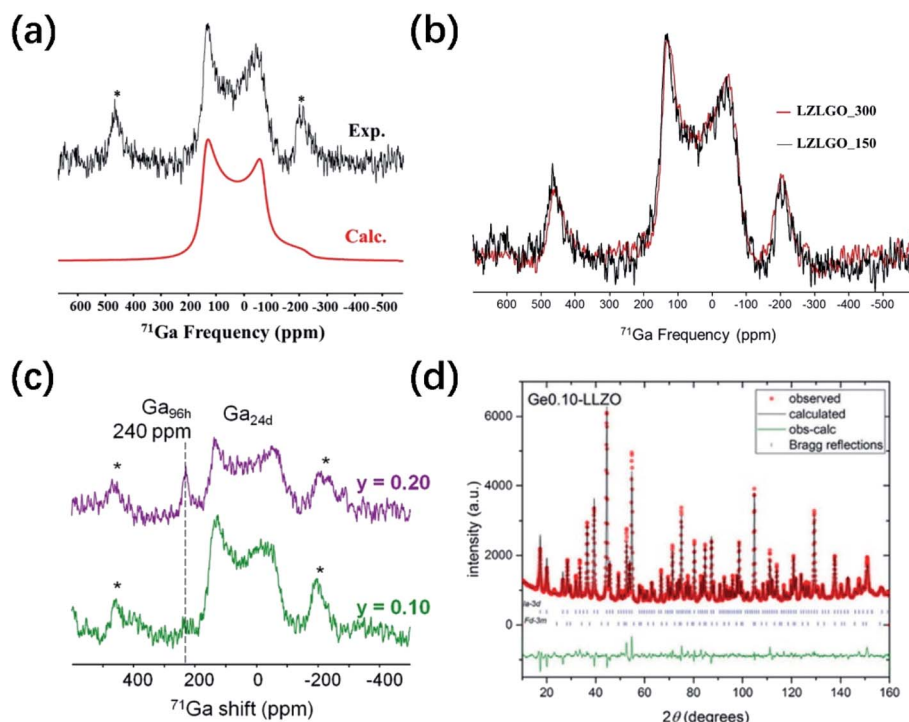 (a)
*
*
Exp.
Calc.
600 500 400 300 200 100 0 -100 -200 -300 -400 -500
⁷¹Ga Frequency (ppm)
(b)
LZLGO_300
LZLGO_150
600 500 400 300 200 100 0 -100 -200 -300 -400 -500
⁷¹Ga Frequency (ppm)
(c)
Ga₉₆ₕ
240 ppm
Ga₂₄d
*
*
y = 0.20
*
*
y = 0.10
400 200 0 -200 -400
⁷¹Ga shift (ppm)
(d)
Ge0.10-LLZO
observed
calculated
obs-calc
Bragg reflections
6000
4000
2000
0
intensity (a.u.)
Ia-3d
Fd-3m
20 40 60 80 100 120 140 160
2θ (degrees)